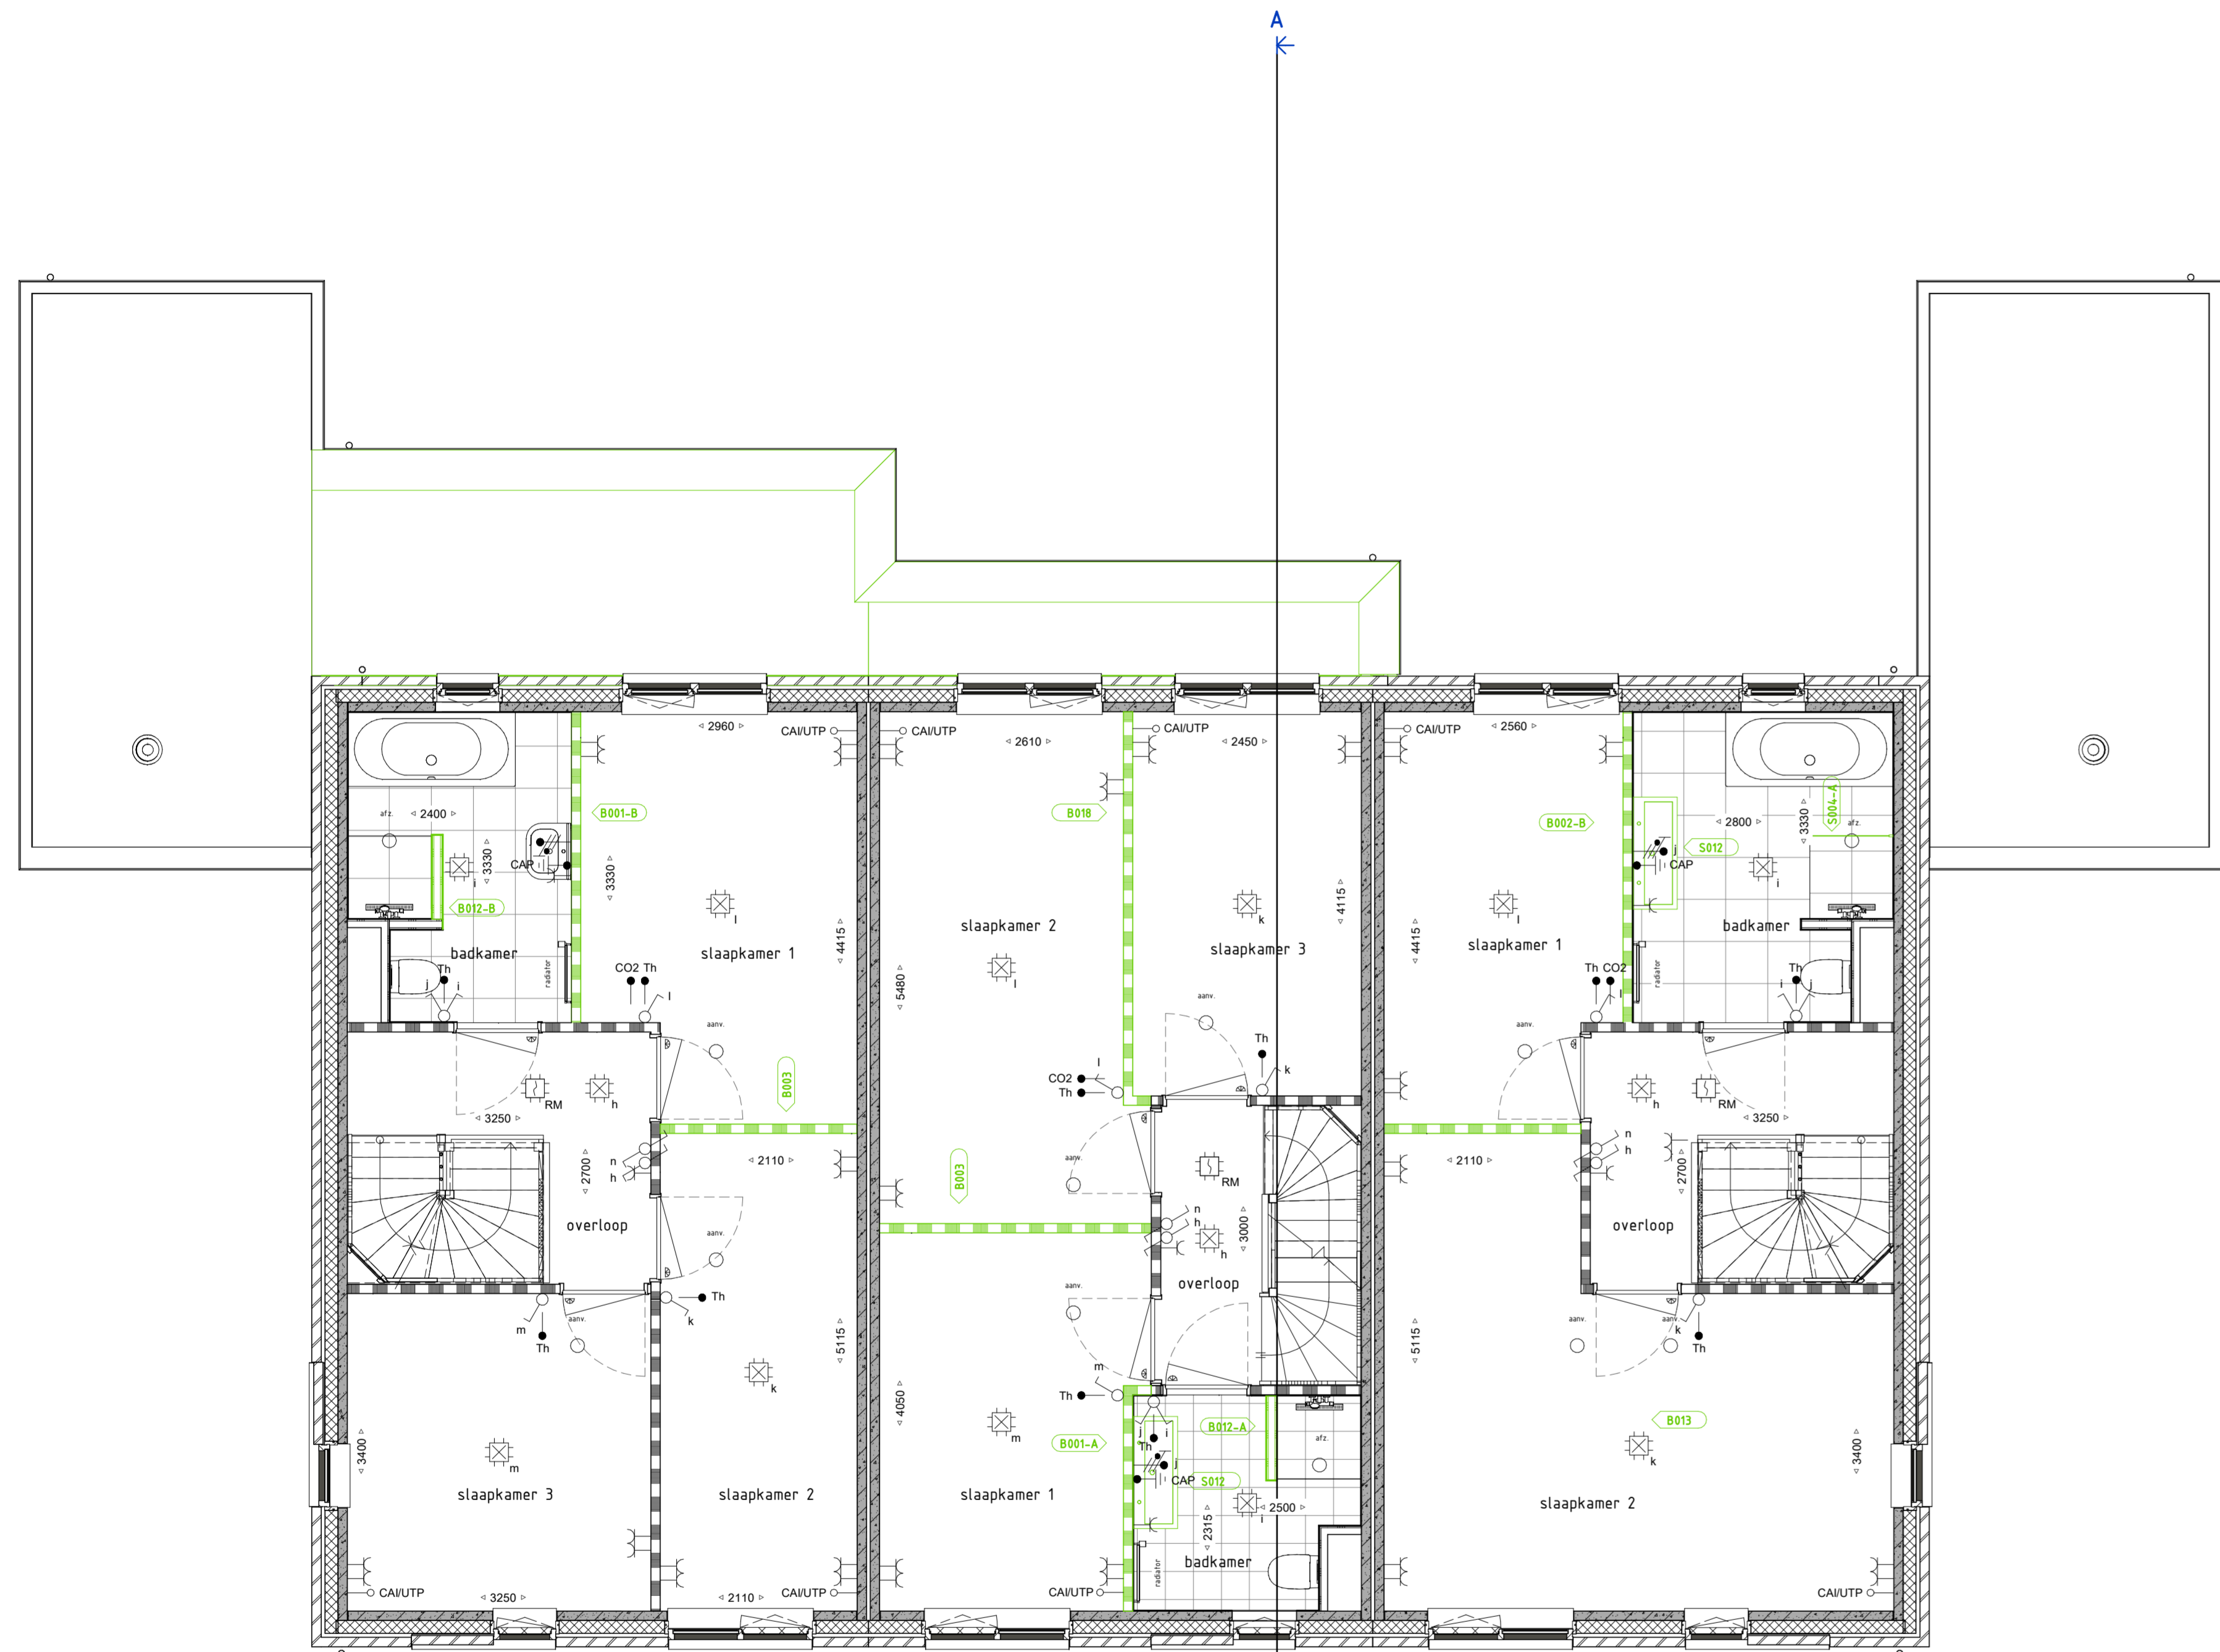 A
2960
CAI/UTP
CAI/UTP
2610
CAI/UTP
2450
CAI/UTP
2560
afz.
2400
B001-B
B018
B002-B
2800
3330
S004-A
afz.
3330
CAP
i
3330
j
S012
CAP
i
B012-B
l
4115
k
l
badkamer
slaapkamer 1
4415
slaapkamer 2
slaapkamer 3
4415
slaapkamer 1
badkamer
radiator
Th
j
i
CO2 Th
l
5480
l
aanv.
Th CO2
l
radiator
Th
i
j
aanv.
aanv.
Th
k
l
CO2
Th
B003
RM
h
h
RM
3250
3250
2110
B003
aanv.
2110
n
h
2700
n
h
2700
RM
n
h
h
3000
overloop
aanv.
overloop
overloop
aanv.
Th
k
m
Th
aanv.
aanv.
aanv.
k
Th
5115
5115
m
Th
k
4050
m
B001-A
B012-A
j
i
Th
afz.
B013
3400
m
j
CAP
S012
k
3400
slaapkamer 3
slaapkamer 2
slaapkamer 1
i
2500
2315
slaapkamer 2
badkamer
radiator
CAI/UTP
3250
2110
CAI/UTP
CAI/UTP
CAI/UTP